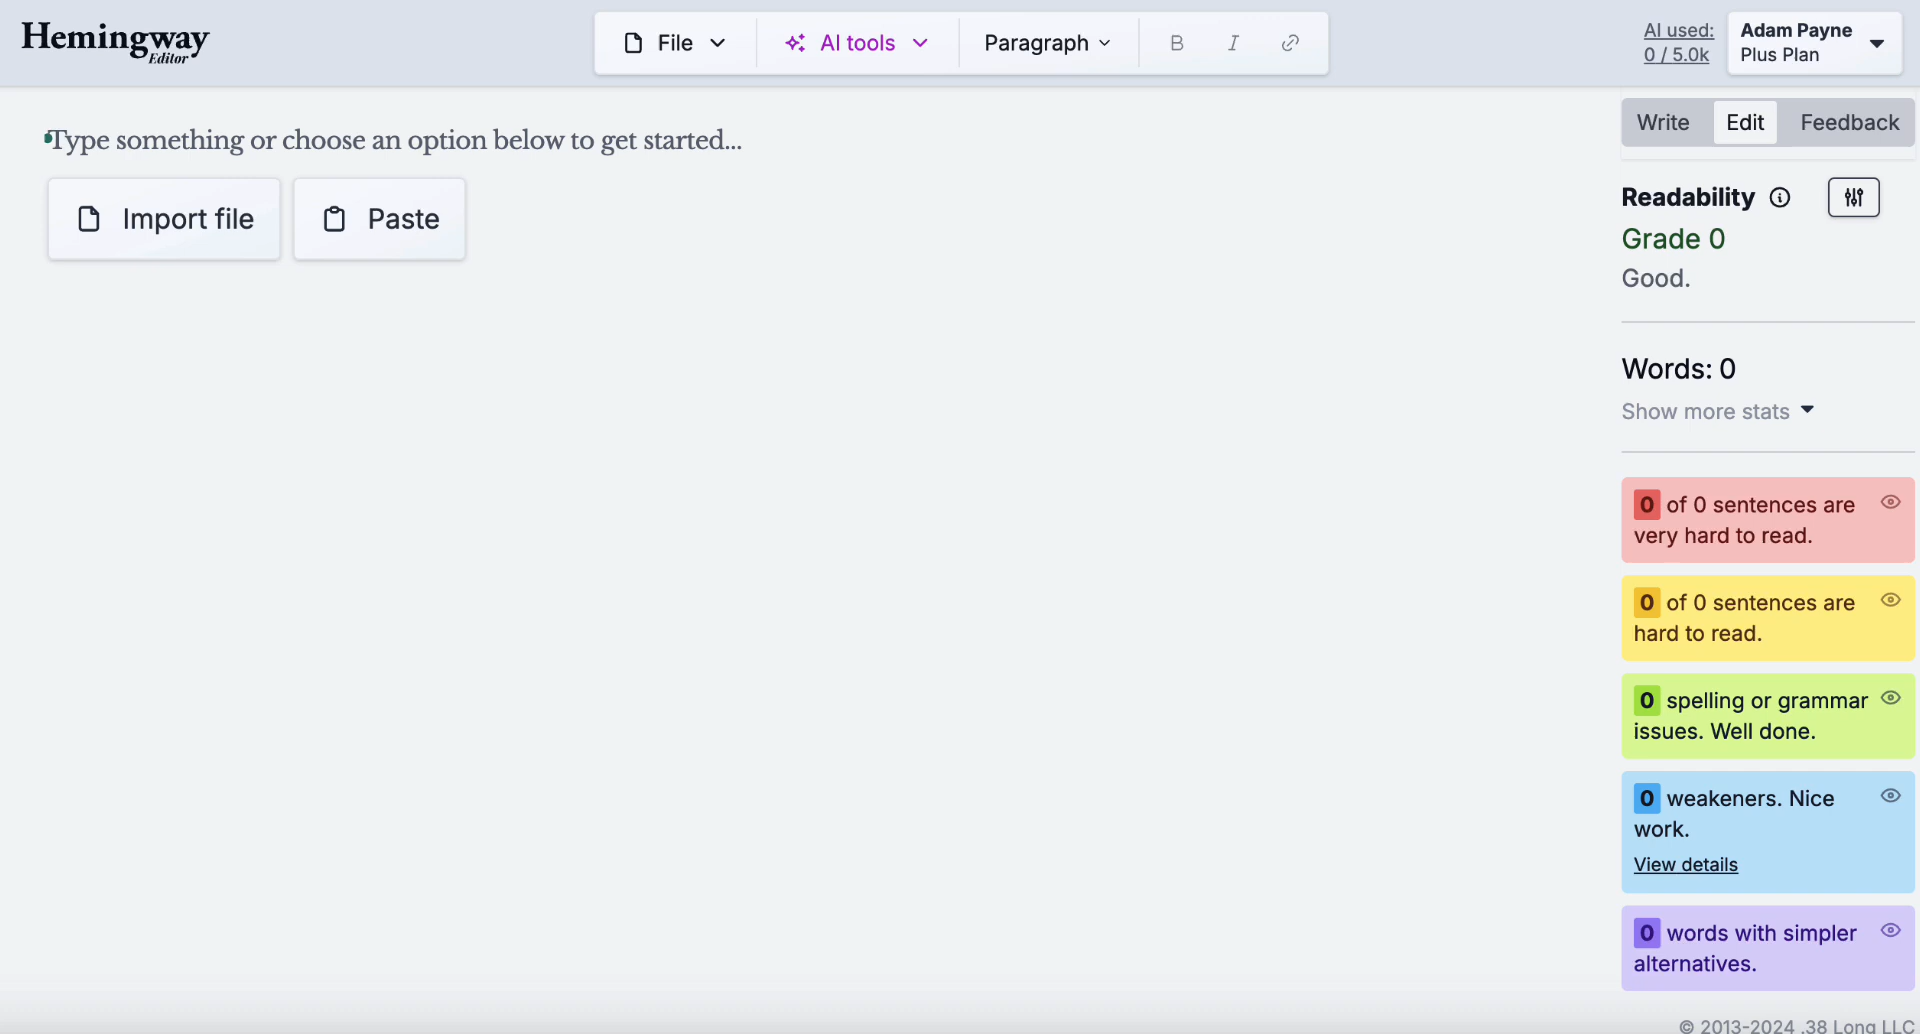 Hemingway
Editor
File
AI tools
Paragraph
B
I
AI used:
0 / 5.0k
Adam Payne
Plus Plan
Type something or choose an option below to get started...
Import file
Paste
Write
Edit
Feedback
Readability
Grade 0
Good.
Words: 0
Show more stats
0 of 0 sentences are
very hard to read.
0 of 0 sentences are
hard to read.
0 spelling or grammar
issues. Well done.
0 weakeners. Nice
work.
View details
0 words with simpler
alternatives.
© 2013-2024 .38 Long LLC